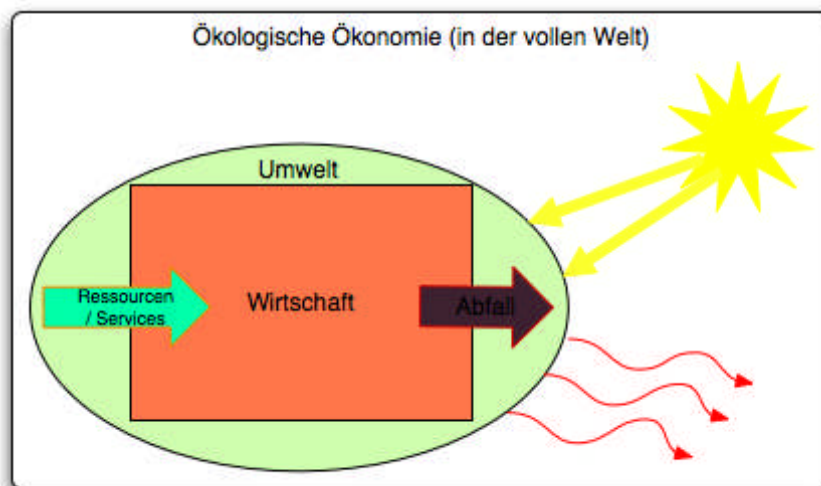 Ökologische Ökonomie (in der vollen Welt)
Umwelt
Ressourcen
/ Services
Wirtschaft
Abfall